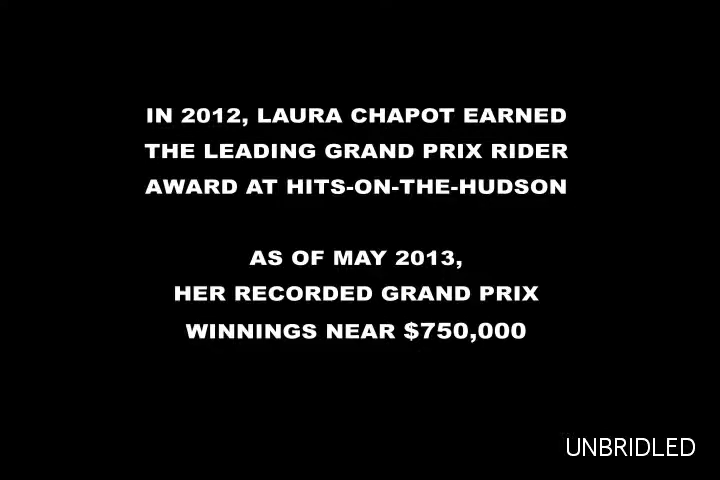 IN 2012, LAURA CHAPOT EARNED
THE LEADING GRAND PRIX RIDER
AWARD AT HITS-ON-THE-HUDSON
AS OF MAY 2013,
HER RECORDED GRAND PRIX
WINNINGS NEAR $750,000
UNBRIDLED